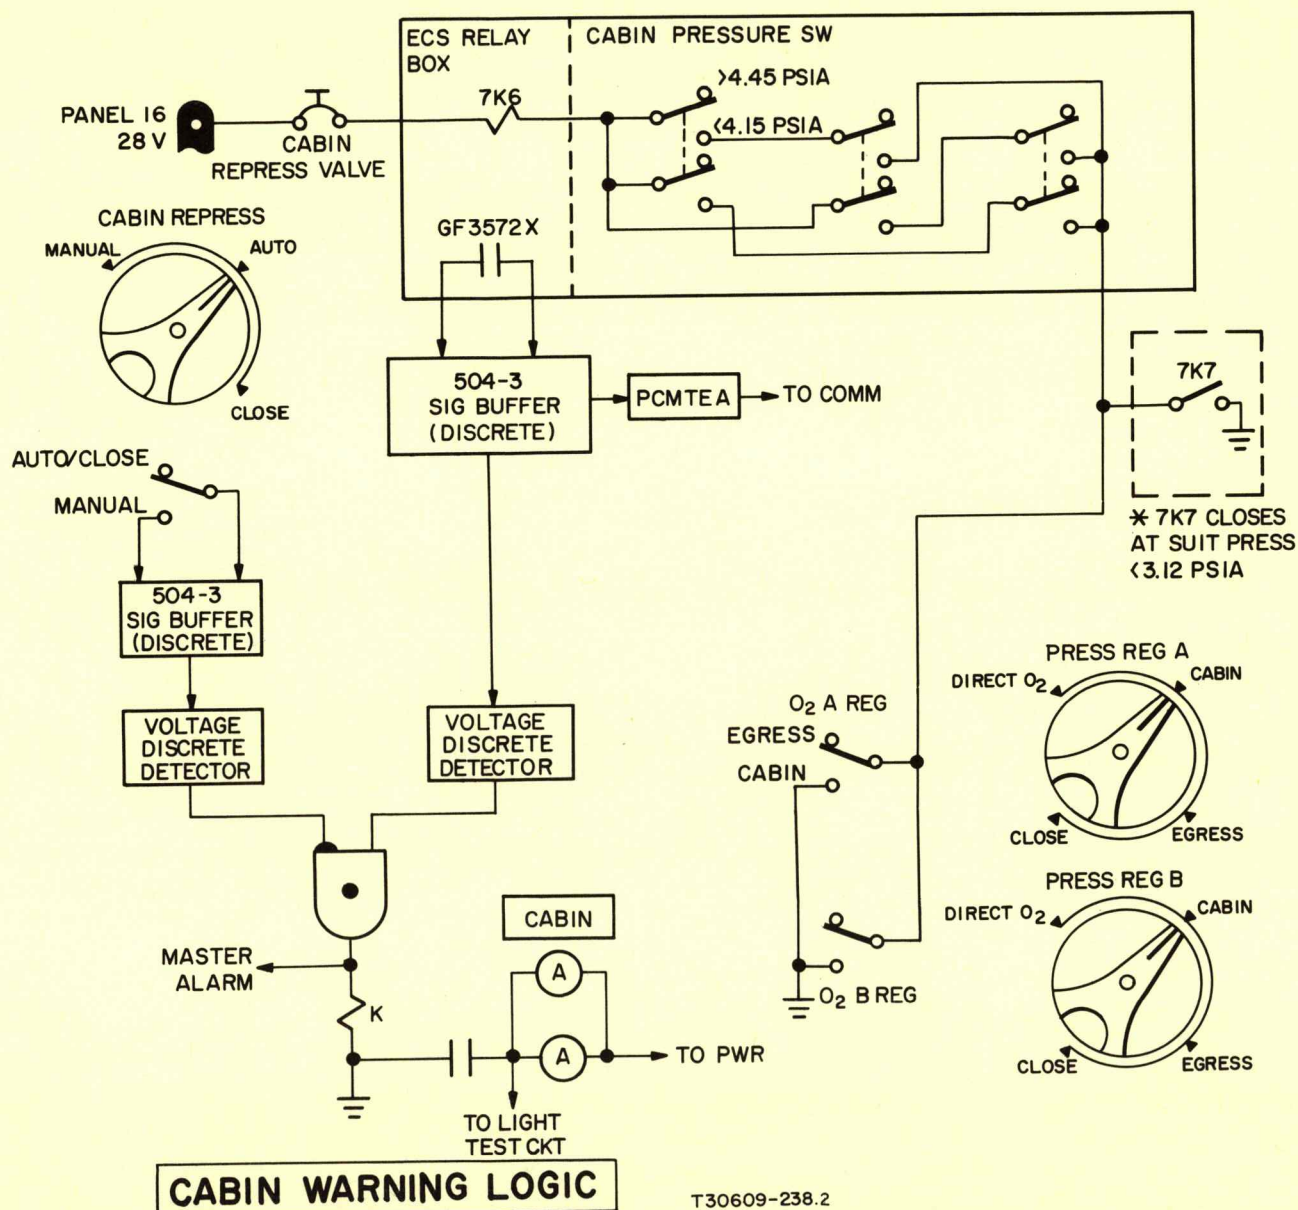 ECS RELAY
BOX
CABIN PRESSURE SW
7K6
>4.45 PSIA
<4.15 PSIA
PANEL 16
28 V
CABIN
REPRESS VALVE
CABIN REPRESS
MANUAL
AUTO
CLOSE
GF3572X
504-3
SIG BUFFER
(DISCRETE)
PCMTEA
TO COMM
7K7
* 7K7 CLOSES
AT SUIT PRESS
<3.12 PSIA
AUTO/CLOSE
MANUAL
504-3
SIG BUFFER
(DISCRETE)
VOLTAGE
DISCRETE
DETECTOR
VOLTAGE
DISCRETE
DETECTOR
O2 A REG
EGRESS
CABIN
O2 B REG
PRESS REG A
DIRECT O2
CABIN
CLOSE
EGRESS
PRESS REG B
DIRECT O2
CABIN
CLOSE
EGRESS
MASTER
ALARM
K
CABIN
A
A
TO PWR
TO LIGHT
TEST CKT
CABIN WARNING LOGIC
T30609-238.2